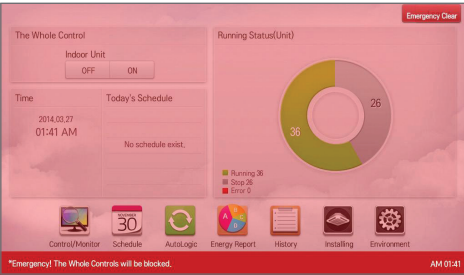 Emergency Clear
The Whole Control
Indoor Unit
OFF ON
Time
2014.03.27
01:41 AM
Today's Schedule
No schedule exist.
Running Status(Unit)
26
36
Running 36
Stop 26
Error 0
NOVEMBER
30
A B C D
Control/Monitor Schedule AutoLogic Energy Report History Installing Environment
*Emergency! The Whole Controls will be blocked. AM 01:41